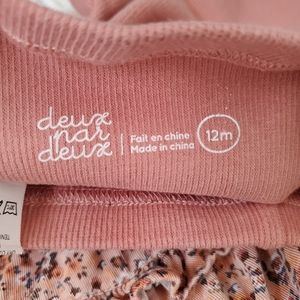 deux
par
deux
Fait en chine
Made in china
12m